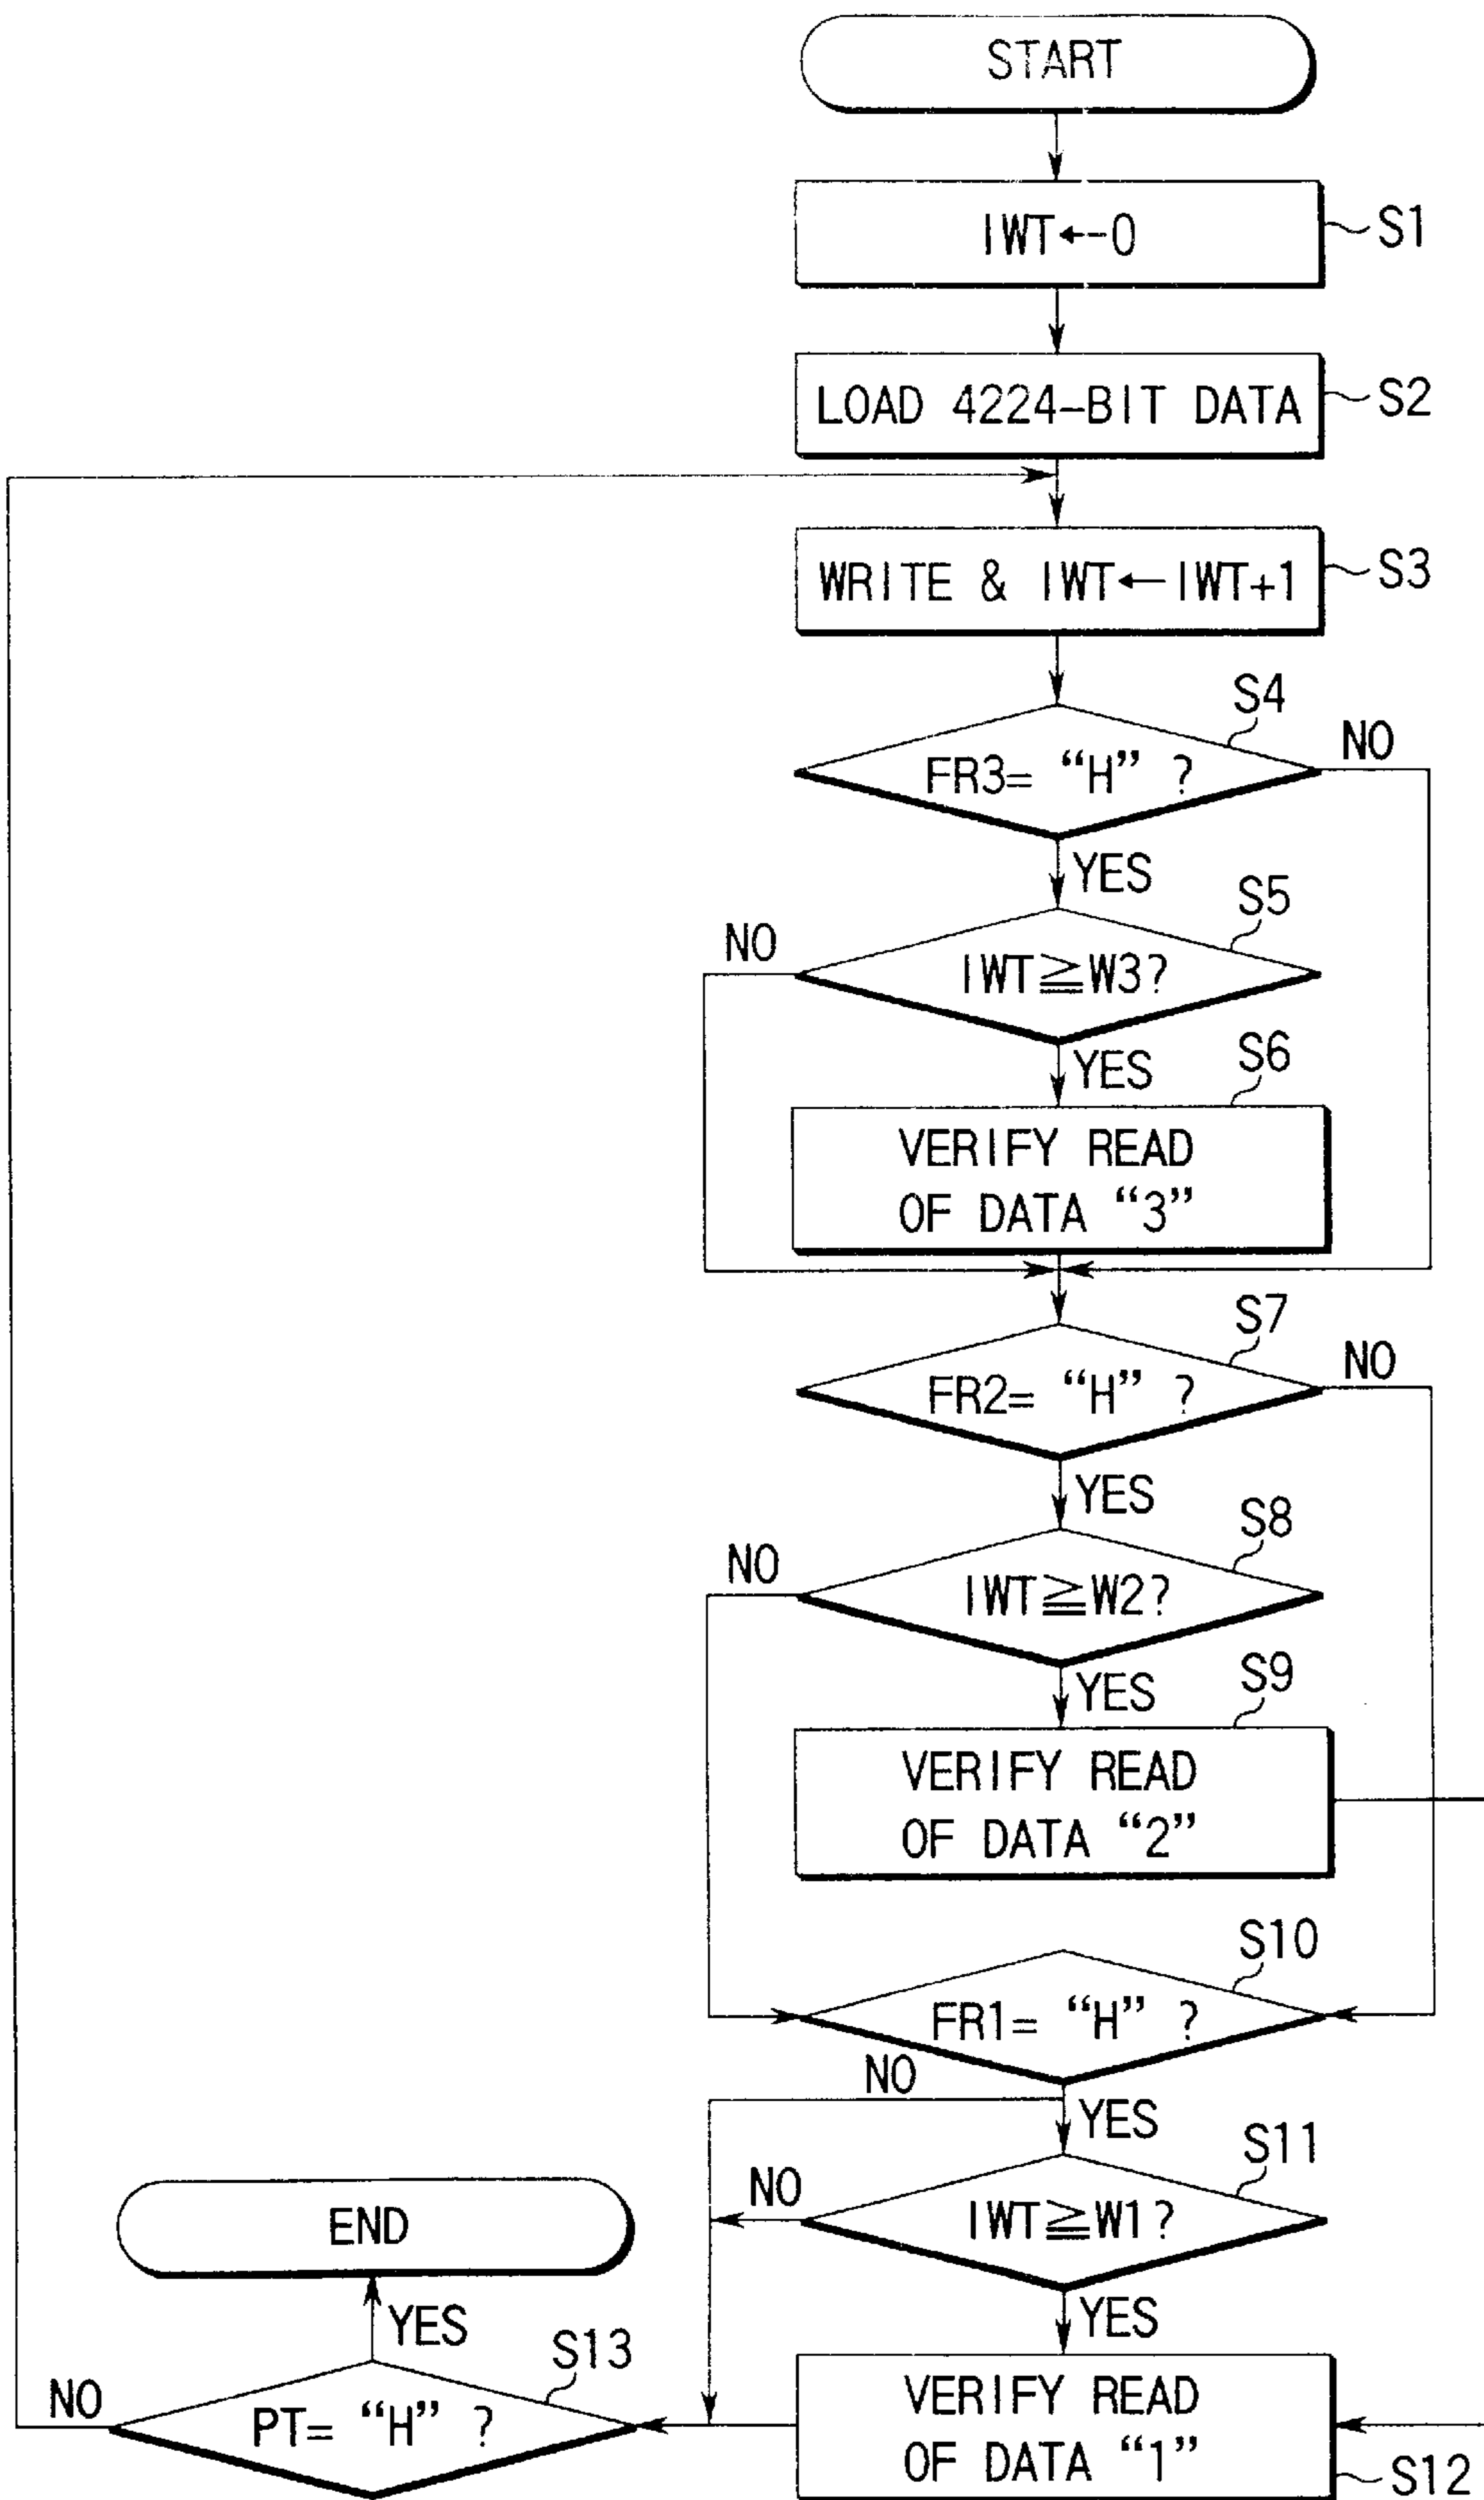 START
IWT←0
S1
LOAD 4224-BIT DATA
S2
WRITE & IWT←IWT+1
S3
S4
FR3= “H” ?
NO
YES
S5
NO
IWT≧W3?
YES
S6
VERIFY READ
OF DATA “3”
S7
FR2= “H” ?
NO
YES
S8
NO
IWT≧W2?
YES
S9
VERIFY READ
OF DATA “2”
S10
FR1= “H” ?
NO
YES
S11
NO
IWT≧W1?
YES
END
YES
S13
NO
PT= “H” ?
VERIFY READ
OF DATA “1”
S12